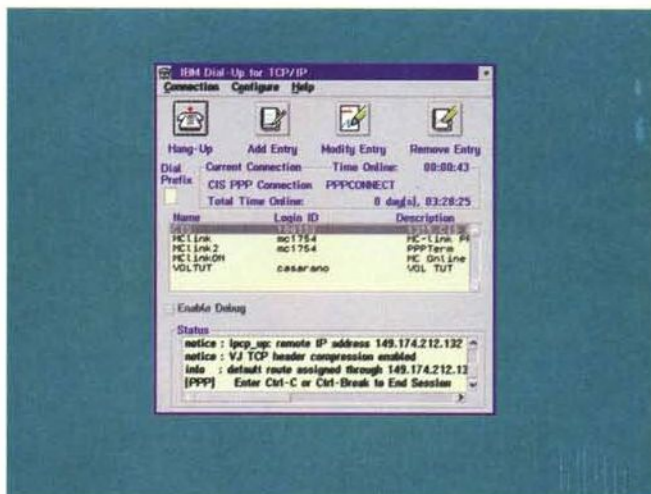 IBM Dial-Up for TCP/IP
Connection Configure Help
Hang-Up Add Entry Modify Entry Remove Entry
Dial Prefix
Current Connection Time Online: 00:00:43
CIS PPP Connection PPPCONNECT
Total Time Online: 0 day(s), 03:28:25
Name Login ID Description
CIS
MClink mc1754 MC-link
MClink2 mc1754 PPPTerm
MClinkOM MC Online
VOLTUT casarano VOL TUT
Enable Debug
Status
notice : ipcp_up: remote IP address 149.174.212.132
notice : VJ TCP header compression enabled
info : default route assigned through 149.174.212.13
[PPP] Enter Ctrl-C or Ctrl-Break to End Session